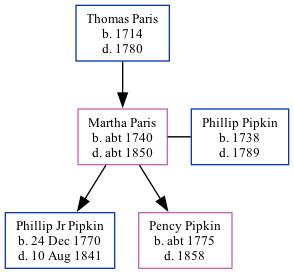 Thomas Paris
b. 1714
d. 1780
Martha Paris
b. abt 1740
d. abt 1850
Phillip Pipkin
b. 1738
d. 1789
Phillip Jr Pipkin
b. 24 Dec 1770
d. 10 Aug 1841
Pency Pipkin
b. abt 1775
d. 1858